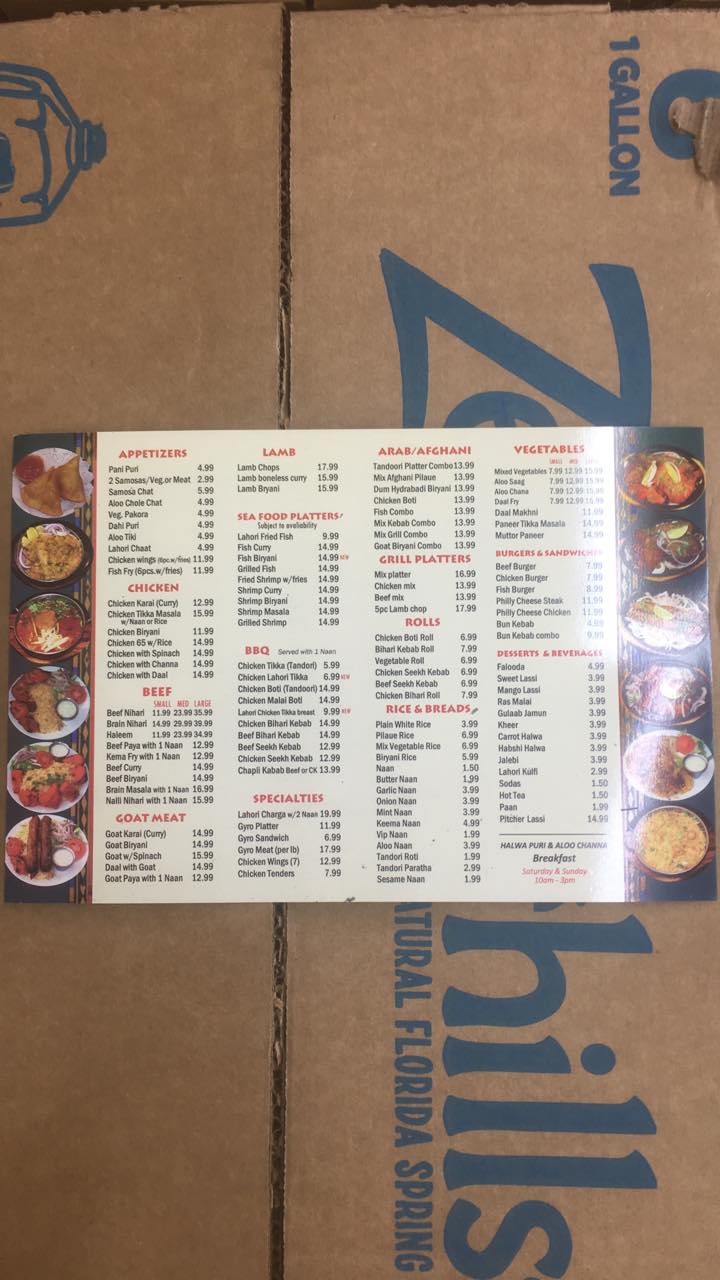 1 GALLON
APPETIZERS
Pani Puri 4.99
2 Samosas/Veg.or Meat 2.99
Samosa Chat 5.99
Aloo Chole Chat 4.99
Veg. Pakora 4.99
Dahi Puri 4.99
Aloo Tiki 4.99
Lahori Chaat 4.99
Chicken wings (6pc.w/fries) 11.99
Fish Fry (6pcs.w/fries) 11.99
CHICKEN
Chicken Karai (Curry) 12.99
Chicken Tikka Masala 15.99
w/Naan or Rice
Chicken Biryani 11.99
Chicken 65 w/Rice 14.99
Chicken with Spinach 14.99
Chicken with Channa 14.99
Chicken with Daal 14.99
BEEF
SMALL MED LARGE
Beef Nihari 11.99 23.99 35.99
Brain Nihari 14.99 29.99 39.99
Haleem 11.99 23.99 34.99
Beef Paya with 1 Naan 12.99
Kema Fry with 1 Naan 12.99
Beef Curry 14.99
Beef Biryani 14.99
Brain Masala with 1 Naan 16.99
Nalli Nihari with 1 Naan 15.99
GOAT MEAT
Goat Karai (Curry) 14.99
Goat Biryani 14.99
Goat w/Spinach 15.99
Daal with Goat 14.99
Goat Paya with 1 Naan 12.99
LAMB
Lamb Chops 17.99
Lamb boneless curry 15.99
Lamb Bryani 15.99
SEA FOOD PLATTERS
Subject to aveliability
Lahori Fried Fish 9.99
Fish Curry 14.99
Fish Biryani 14.99 NEW
Grilled Fish 14.99
Fried Shrimp w/fries 14.99
Shrimp Curry 14.99
Shrimp Biryani 14.99
Shrimp Masala 14.99
Grilled Shrimp 14.99
BBQ Served with 1 Naan
Chicken Tikka (Tandori) 5.99
Chicken Lahori Tikka 6.99 NEW
Chicken Boti (Tandoori) 14.99
Chicken Malai Boti 14.99
Lahori Chicken Tikka breast 9.99 NEW
Chicken Bihari Kebab 14.99
Beef Bihari Kebab 14.99
Beef Seekh Kebab 12.99
Chicken Seekh Kebab 12.99
Chapli Kabab Beef or CK 13.99
SPECIALTIES
Lahori Charga w/2 Naan 19.99
Gyro Platter 11.99
Gyro Sandwich 6.99
Gyro Meat (per lb) 17.99
Chicken Wings (7) 12.99
Chicken Tenders 7.99
ARAB/AFGHANI
Tandoori Platter Combo 13.99
Mix Afghani Pilaue 13.99
Dum Hydrabadi Biryani 13.99
Chicken Boti 13.99
Fish Combo 13.99
Mix Kebab Combo 13.99
Mix Grill Combo 13.99
Goat Biryani Combo 13.99
GRILL PLATTERS
Mix platter 16.99
Chicken mix 13.99
Beef mix 13.99
5pc Lamb chop 17.99
ROLLS
Chicken Boti Roll 6.99
Bihari Kebab Roll 7.99
Vegetable Roll 6.99
Chicken Seekh Kebab 6.99
Beef Seekh Kebab 6.99
Chicken Bihari Roll 7.99
RICE & BREADS
Plain White Rice 3.99
Pilaue Rice 6.99
Mix Vegetable Rice 6.99
Biryani Rice 5.99
Naan 1.50
Butter Naan 1.99
Garlic Naan 3.99
Onion Naan 3.99
Mint Naan 3.99
Keema Naan 4.99
Vip Naan 1.99
Aloo Naan 3.99
Tandori Roti 1.99
Tandori Paratha 2.99
Sesame Naan 1.99
VEGETABLES
SMALL MED
Mixed Vegetables 7.99 12.99 15.99
Aloo Saag 7.99 12.99 15.99
Aloo Chana 7.99 12.99 15.99
Daal Fry 7.99 12.99 16.99
Daal Makhni 11.99
Paneer Tikka Masala 14.99
Muttor Paneer 14.99
BURGERS & SANDWICHES
Beef Burger 7.99
Chicken Burger 7.99
Fish Burger 8.99
Philly Cheese Steak 11.99
Philly Cheese Chicken 11.99
Bun Kebab 4.99
Bun Kebab combo 9.99
DESSERTS & BEVERAGES
Falooda 4.99
Sweet Lassi 3.99
Mango Lassi 3.99
Ras Malai 3.99
Gulaab Jamun 3.99
Kheer 3.99
Carrot Halwa 3.99
Habshi Halwa 3.99
Jalebi 3.99
Lahori Kulfi 2.99
Sodas 1.50
Hot Tea 1.50
Paan 1.99
Pitcher Lassi 14.99
HALWA PURI & ALOO CHANNA
Breakfast
Saturday & Sunday
10am - 3pm
hills
ATURAL FLORIDA SPRING